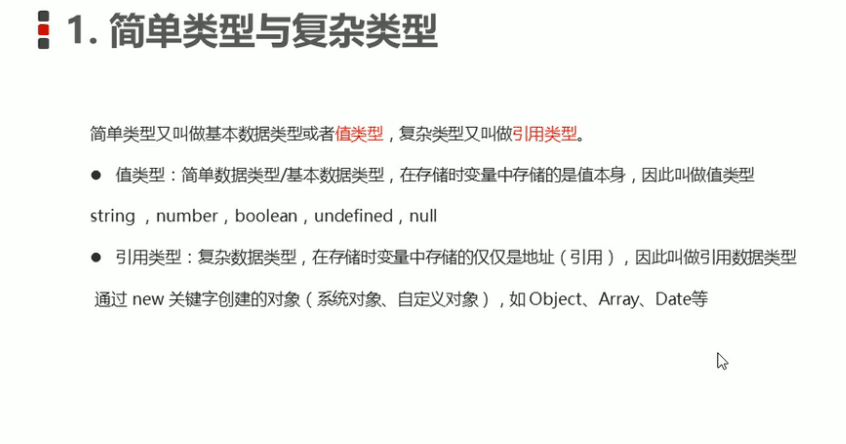 1. 简单类型与复杂类型
简单类型又叫做基本数据类型或者值类型，复杂类型又叫做引用类型。
● 值类型：简单数据类型/基本数据类型，在存储时变量中存储的是值本身，因此叫做值类型
string ，number，boolean，undefined，null
● 引用类型：复杂数据类型，在存储时变量中存储的仅仅是地址（引用），因此叫做引用数据类型
通过 new 关键字创建的对象（系统对象、自定义对象），如 Object、Array、Date等